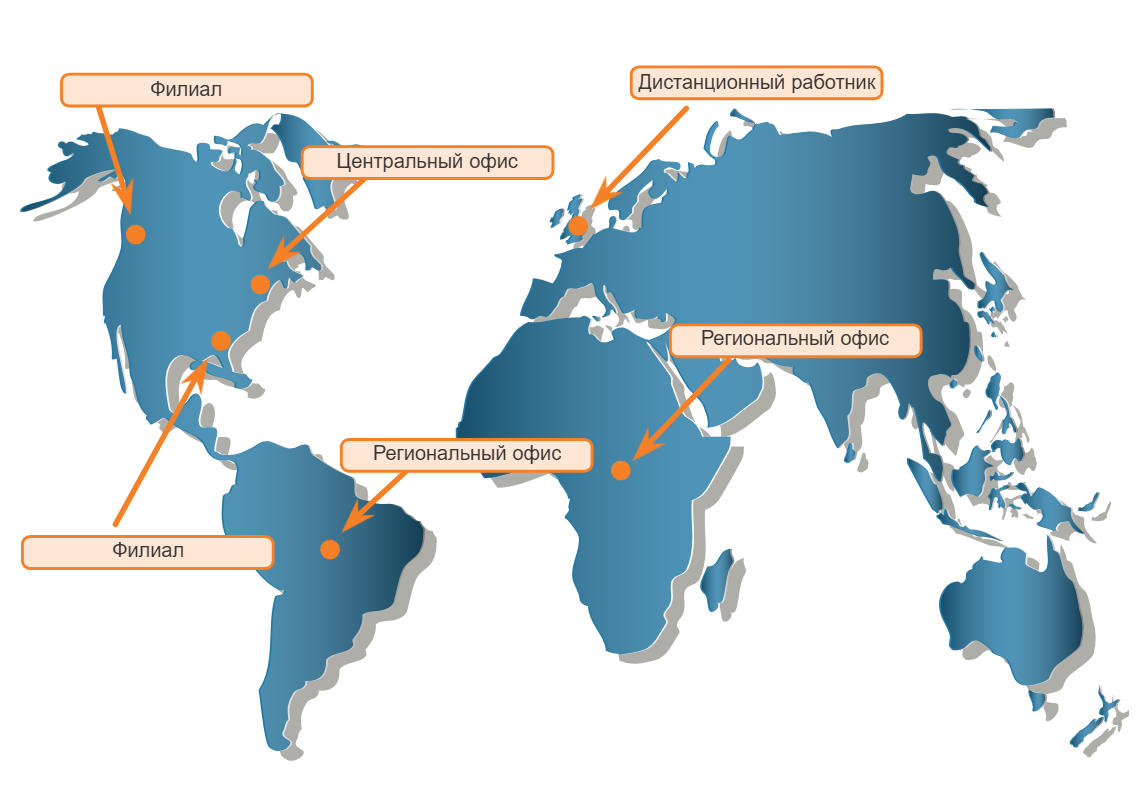 Филиал
Дистанционный работник
Центральный офис
Региональный офис
Региональный офис
Филиал